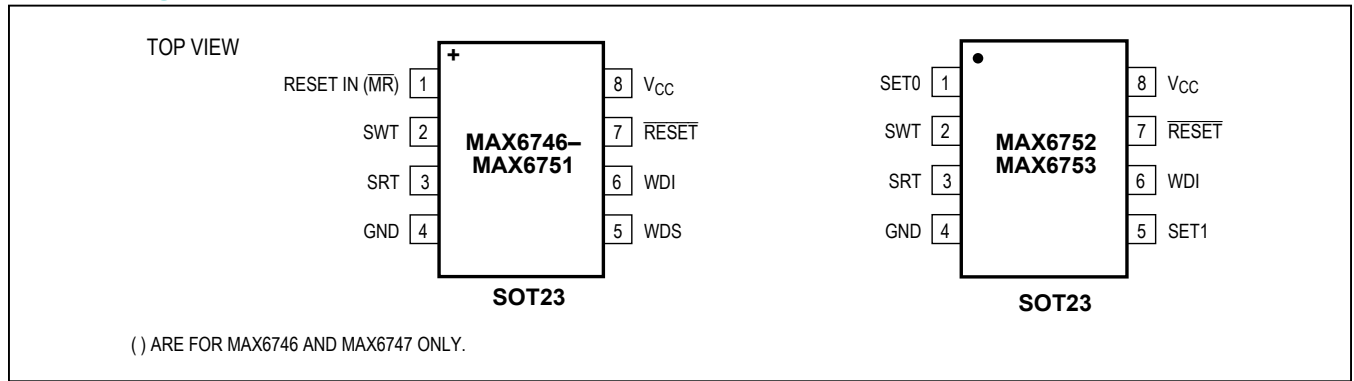 TOP VIEW
+
RESET IN (MR) 1
SWT 2
SRT 3
GND 4
8 VCC
7 RESET
6 WDI
5 WDS
MAX6746–
MAX6751
SOT23
SET0 1
SWT 2
SRT 3
GND 4
8 VCC
7 RESET
6 WDI
5 SET1
MAX6752
MAX6753
SOT23
( ) ARE FOR MAX6746 AND MAX6747 ONLY.